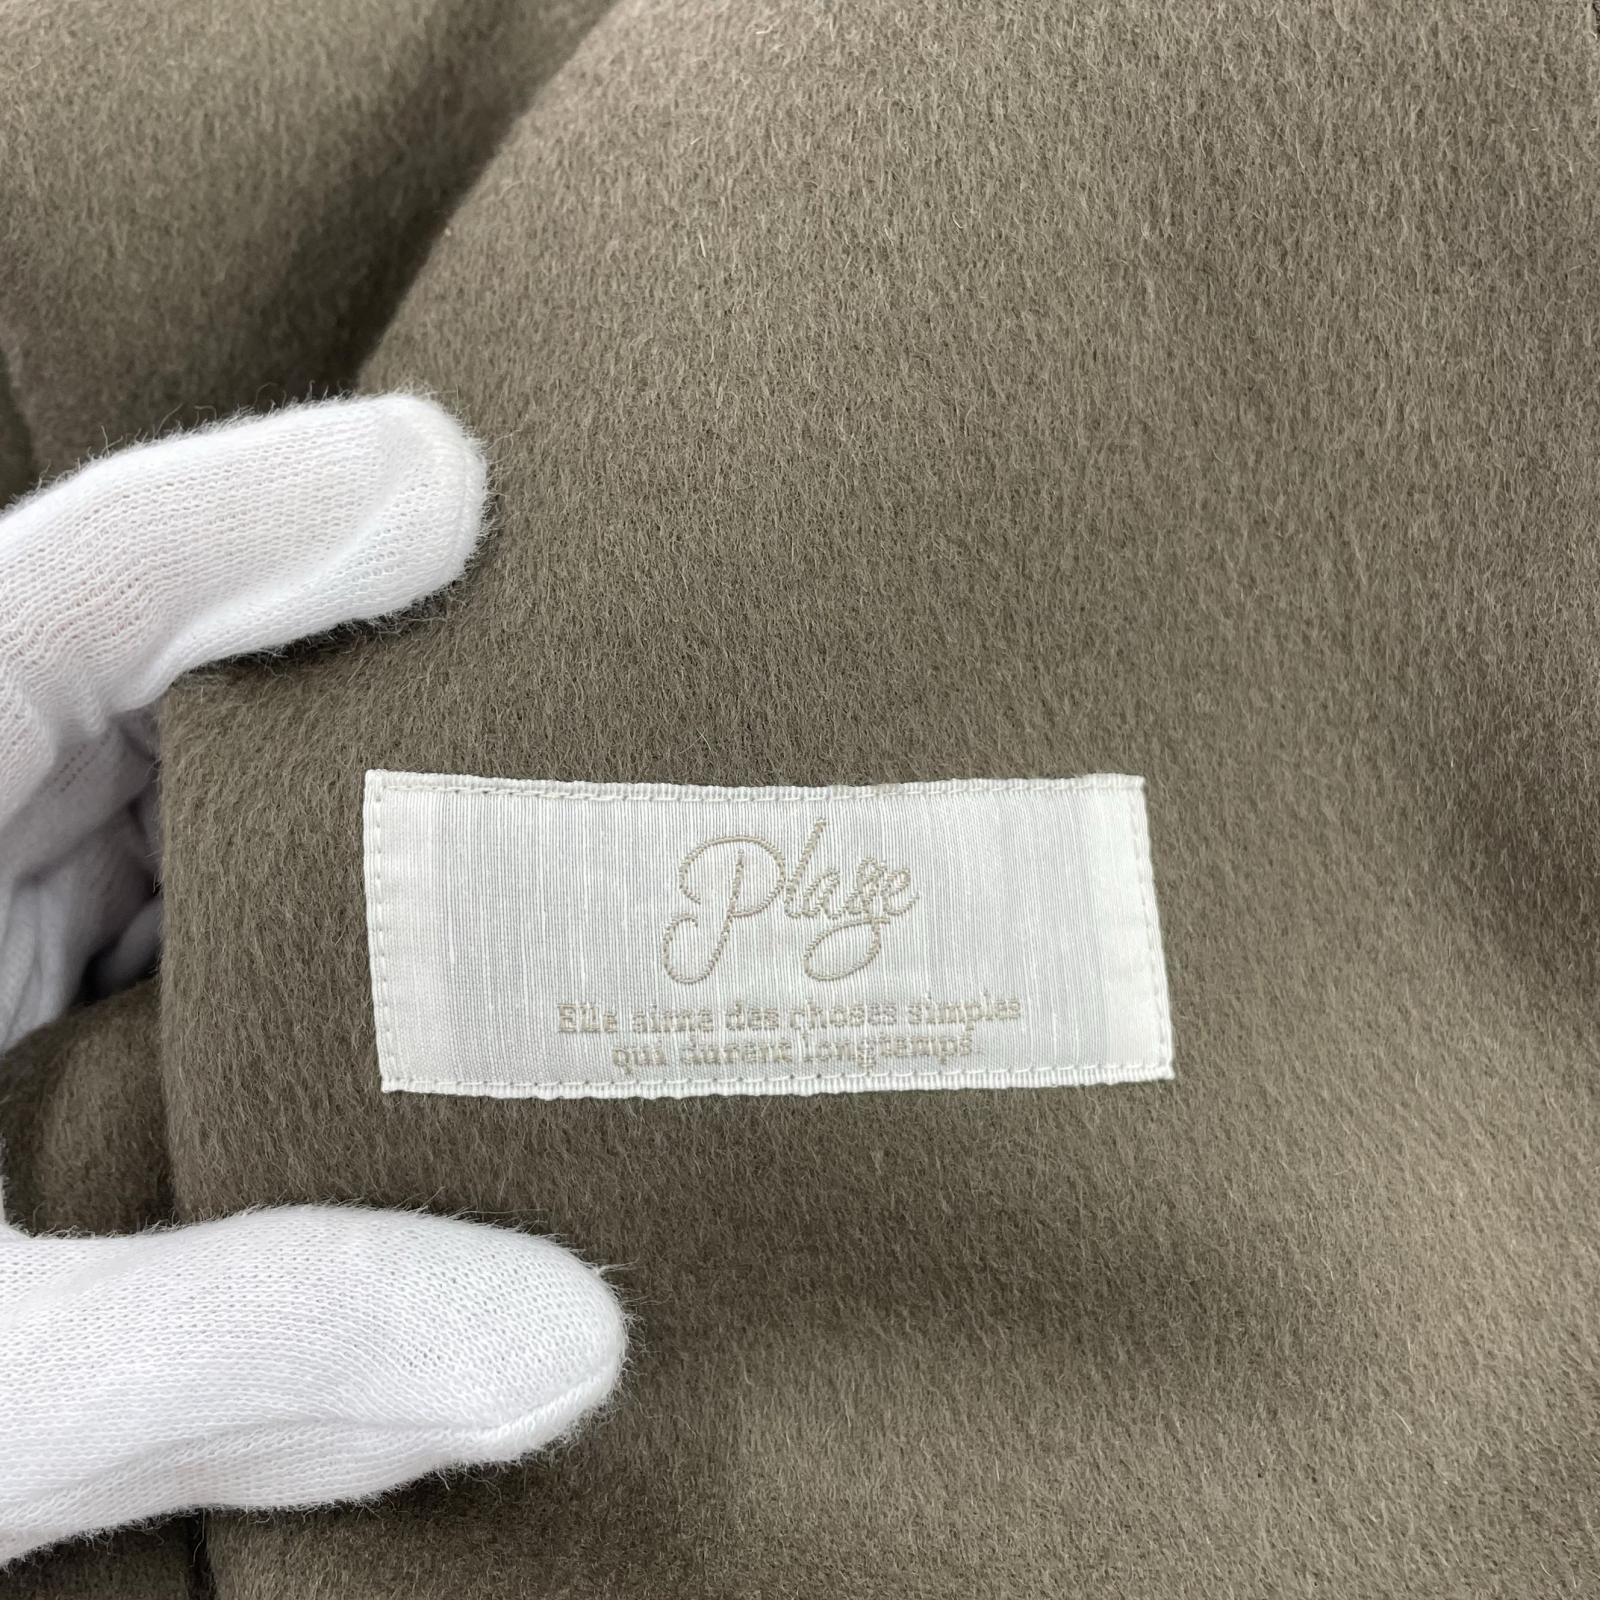 Plage
Elle aime des choses simples
qui durent longtemps